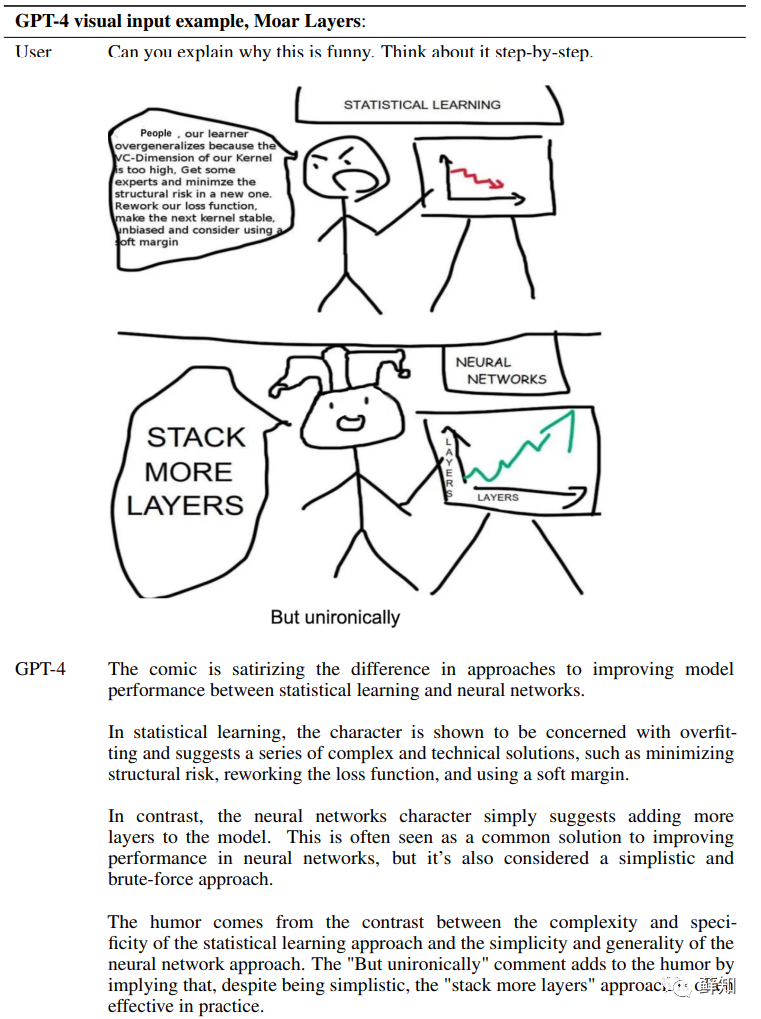 GPT-4 visual input example, Moar Layers:
User
Can you explain why this is funny. Think about it step-by-step.
STATISTICAL LEARNING
People , our learner
overgeneralizes because the
VC-Dimension of our Kernel
is too high, Get some
experts and minimze the
structural risk in a new one.
Rework our loss function,
make the next kernel stable,
unbiased and consider using a
soft margin
NEURAL
NETWORKS
STACK
MORE
LAYERS
LAYERS
LAYERS
But unironically
GPT-4
The comic is satirizing the difference in approaches to improving model
performance between statistical learning and neural networks.
In statistical learning, the character is shown to be concerned with overfit-
ting and suggests a series of complex and technical solutions, such as minimizing
structural risk, reworking the loss function, and using a soft margin.
In contrast, the neural networks character simply suggests adding more
layers to the model. This is often seen as a common solution to improving
performance in neural networks, but it's also considered a simplistic and
brute-force approach.
The humor comes from the contrast between the complexity and speci-
ficity of the statistical learning approach and the simplicity and generality of the
neural network approach. The "But unironically" comment adds to the humor by
implying that, despite being simplistic, the "stack more layers" approac
effective in practice.
藓知